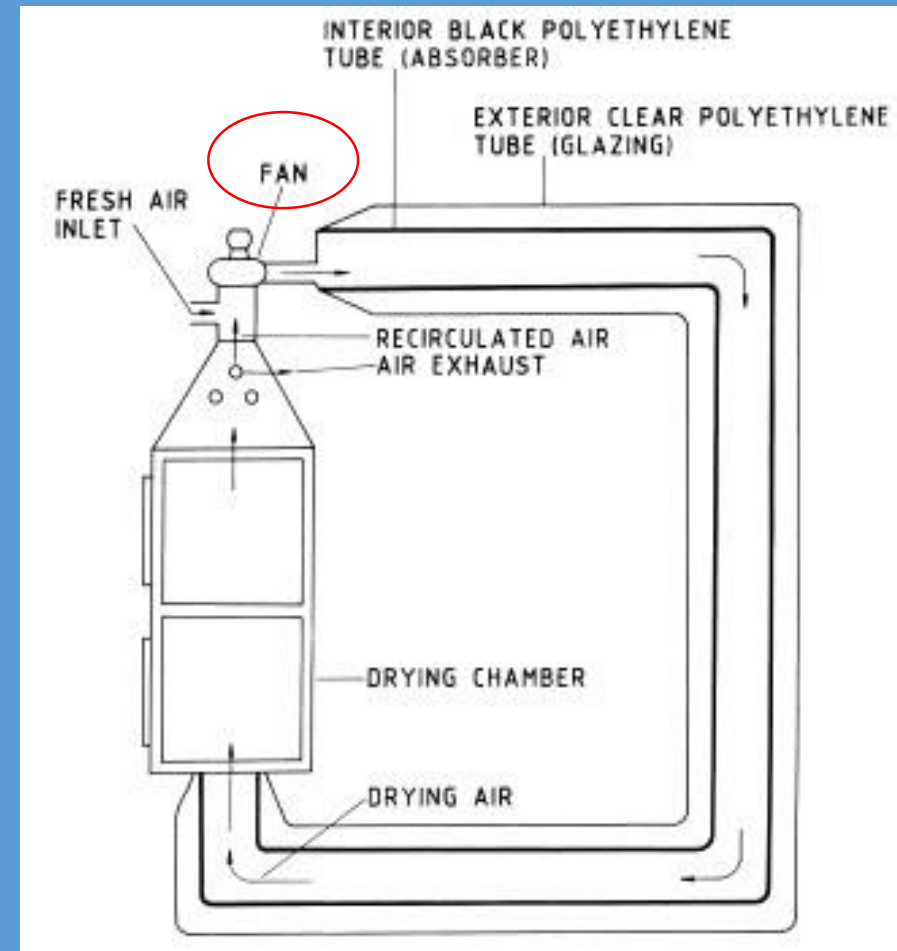 INTERIOR BLACK POLYETHYLENE
TUBE (ABSORBER)
EXTERIOR CLEAR POLYETHYLENE
TUBE (GLAZING)
FAN
FRESH AIR
INLET
RECIRCULATED AIR
AIR EXHAUST
DRYING CHAMBER
DRYING AIR